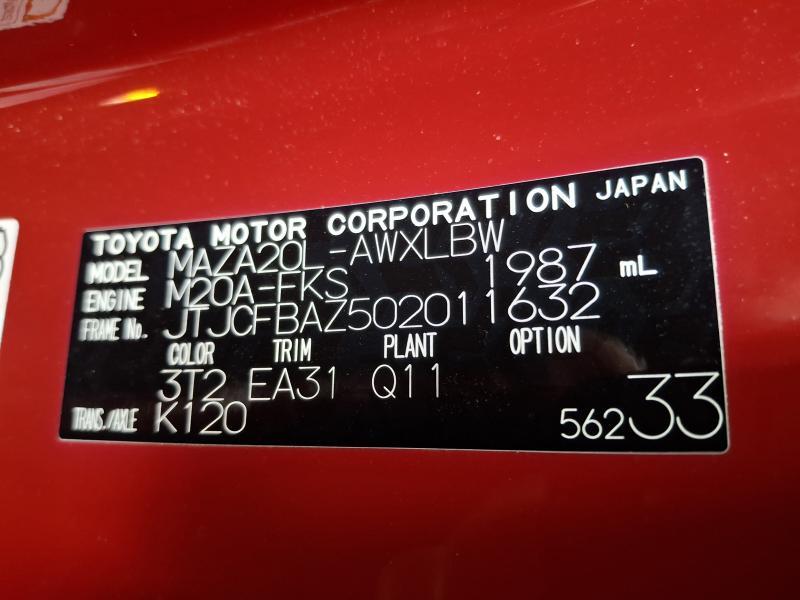 TOYOTA MOTOR CORPORATION JAPAN
MODEL MAZA20L-AWXLBW
ENGINE M20A-FKS 1987 mL
FRAME No. JTJCFBAZ502011632
COLOR TRIM PLANT OPTION
3T2 EA31 Q11
TRANS./AXLE K120 56233